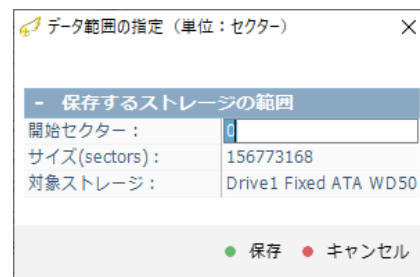 データ範囲の指定（単位：セクター）
- 保存するストレージの範囲
開始セクター： 0
サイズ(sectors)： 156773168
対象ストレージ： Drive1 Fixed ATA WD50
保存 キャンセル